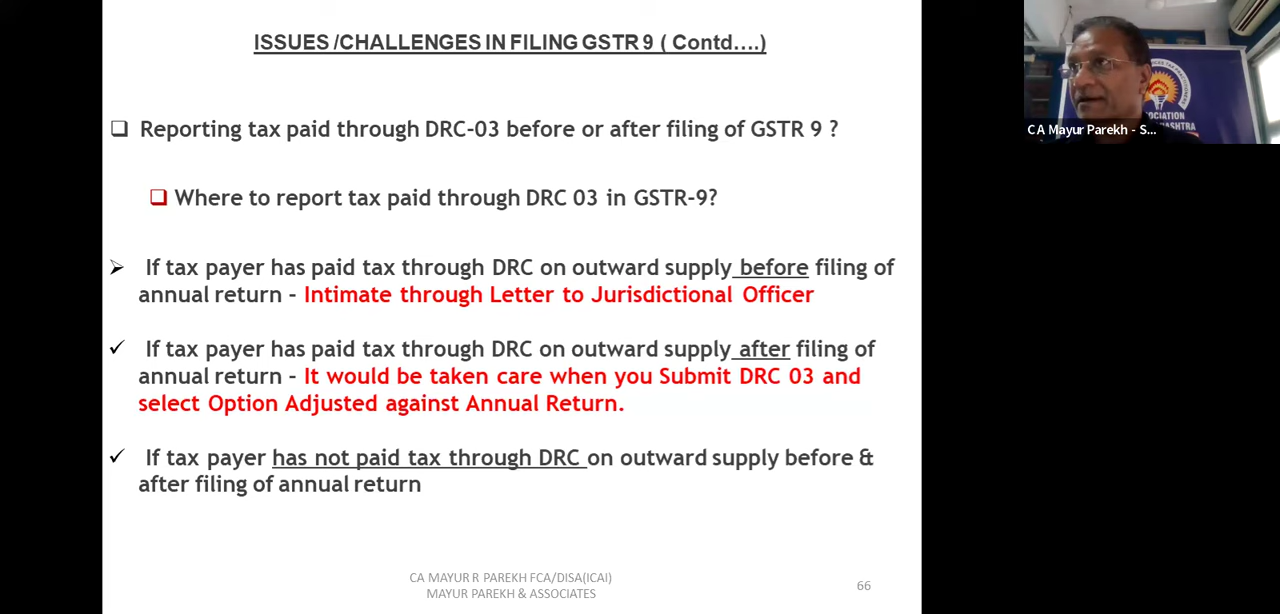 ISSUES /CHALLENGES IN FILING GSTR 9 ( Contd....)
Reporting tax paid through DRC-03 before or after filing of GSTR 9 ?
Where to report tax paid through DRC 03 in GSTR-9?
If tax payer has paid tax through DRC on outward supply before filing of
annual return - Intimate through Letter to Jurisdictional Officer
If tax payer has paid tax through DRC on outward supply after filing of
annual return - It would be taken care when you Submit DRC 03 and
select Option Adjusted against Annual Return.
If tax payer has not paid tax through DRC on outward supply before &
after filing of annual return
CA MAYUR R PAREKH FCA/DISA(ICAI)
MAYUR PAREKH & ASSOCIATES
66
CA Mayur Parekh - S...